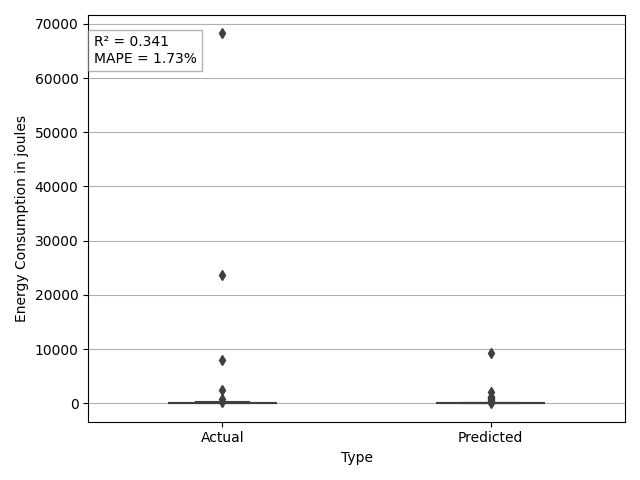 70000
R² = 0.341
MAPE = 1.73%
60000
50000
40000
30000
20000
10000
0
Energy Consumption in joules
Actual
Predicted
Type